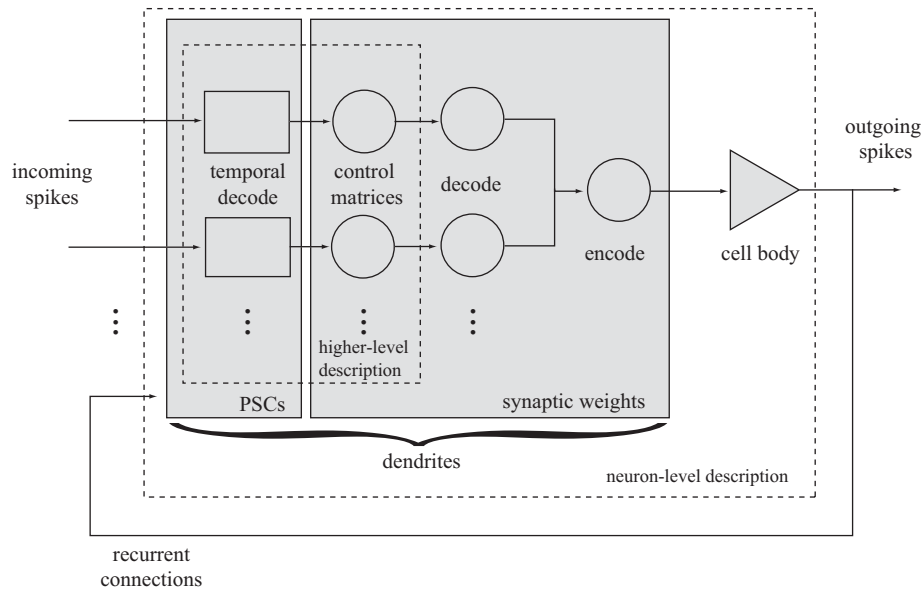 incoming
spikes
temporal
decode
control
matrices
decode
encode
cell body
outgoing
spikes
higher-level
description
PSCs
synaptic weights
dendrites
neuron-level description
recurrent
connections